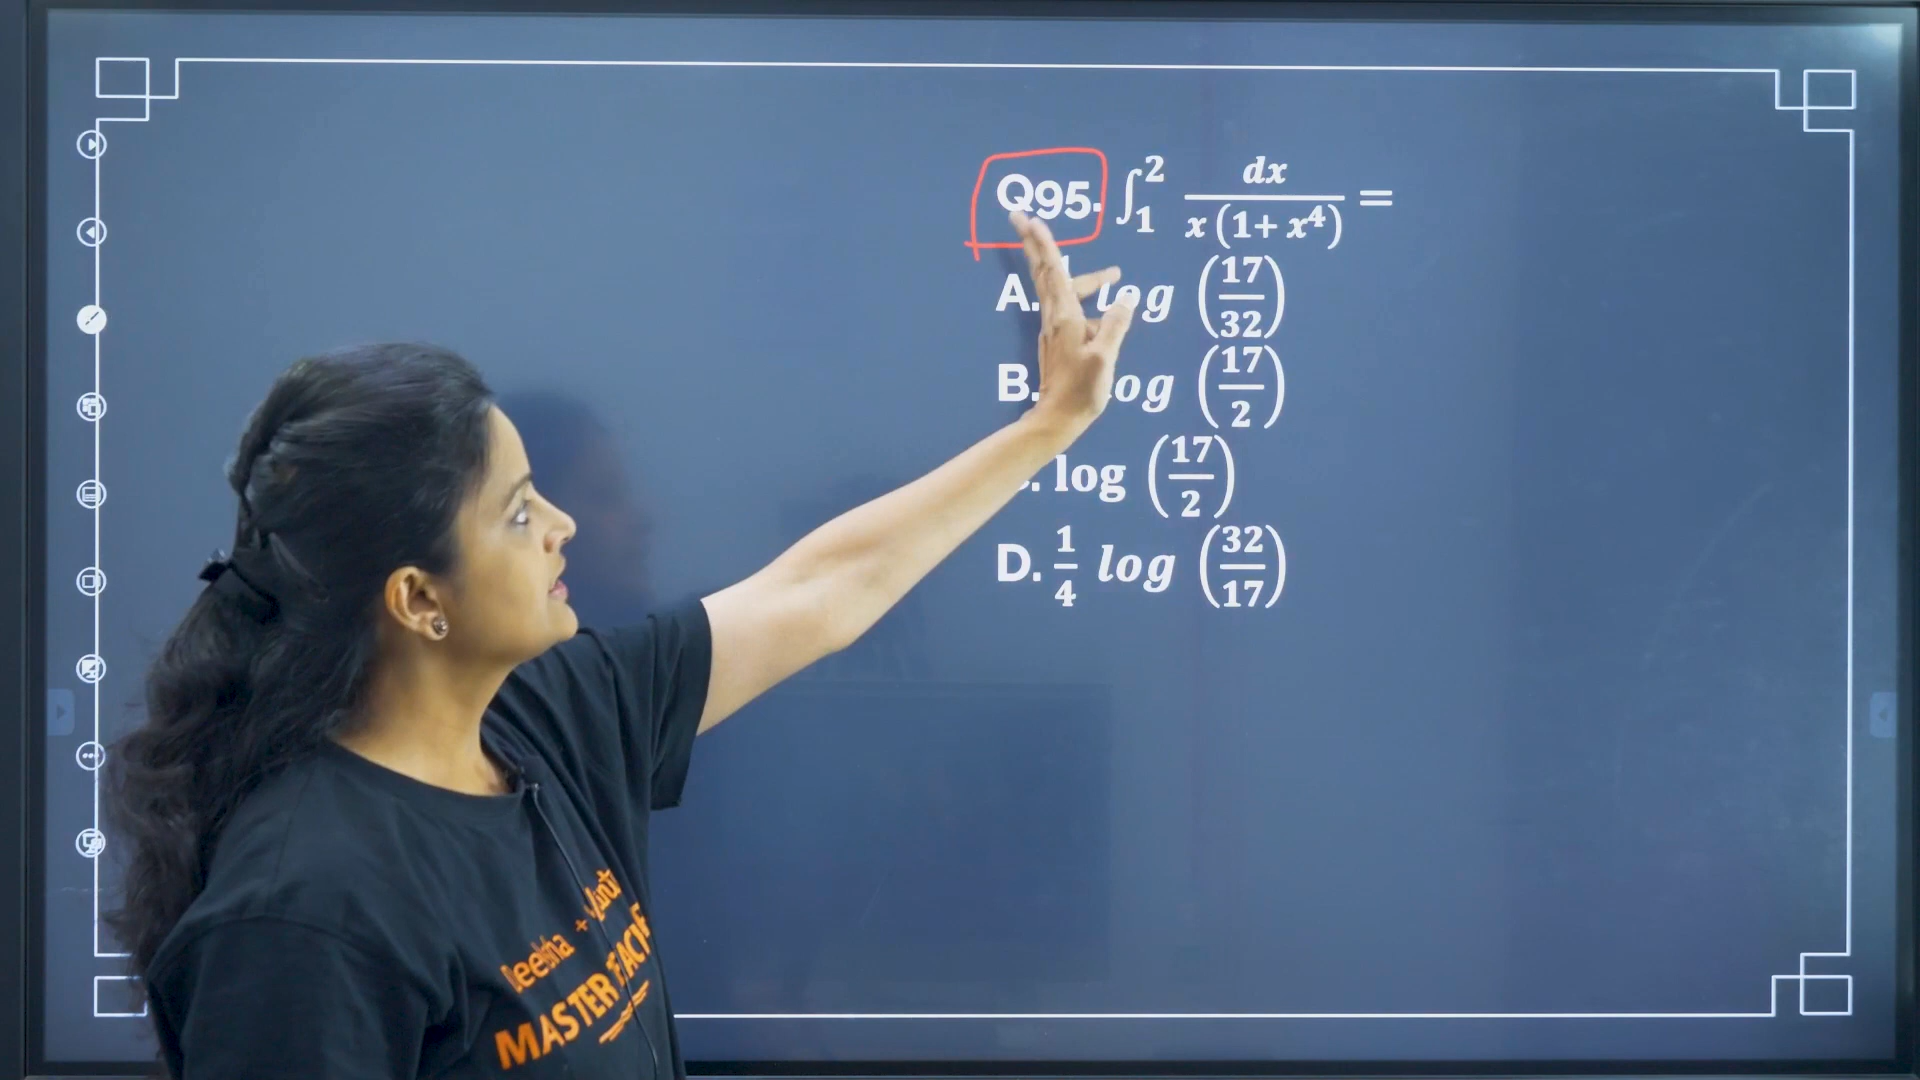 Q95. ∫₁² dx / x (1+ x⁴) =
A. log (17/32)
B. log (17/2)
. log (17/2)
D. 1/4 log (32/17)
MASTER